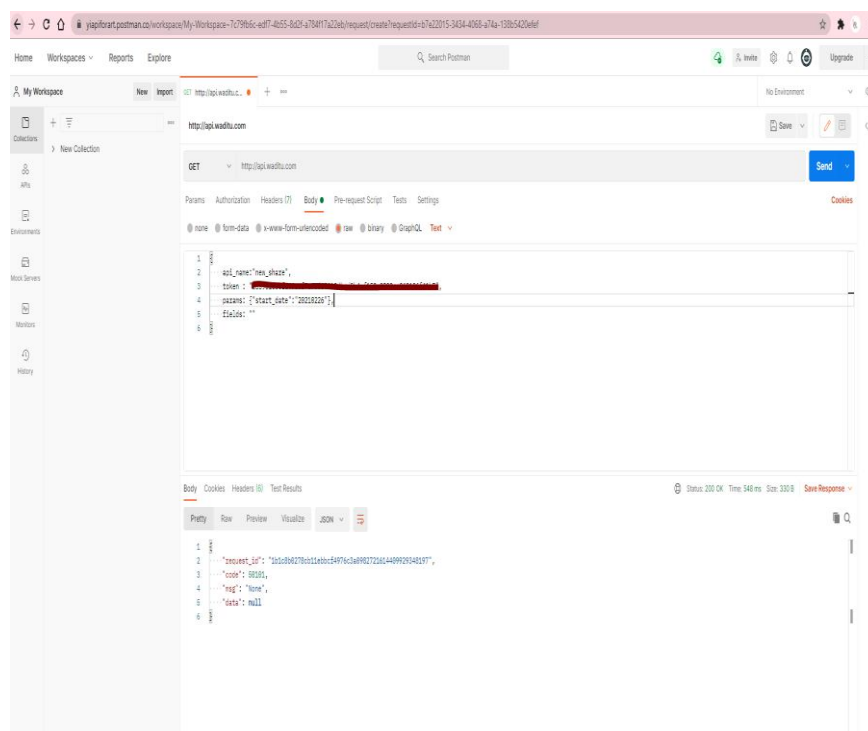 yiapiforart.postman.co/workspace/My-Workspace~7c79fb6c-edf7-4b55-8d2f-a784f17a22eb/request/create?requestId=b7e22015-3434-4068-a74a-138b5420efef
Home Workspaces Reports Explore Search Postman Invite Upgrade
My Workspace New Import GET http://api.waditu.c... No Environment
Collections
New Collection
http://api.waditu.com Save
APIs
GET http://api.waditu.com Send
Environments
Params Authorization Headers (7) Body Pre-request Script Tests Settings Cookies
none form-data x-www-form-urlencoded raw binary GraphQL Text
Mock Servers
Monitors
History
1 {
2 api_name:"new_share",
3 token : "
4 params: {"start_date":"20210226"},
5 fields: ""
6 }
Body Cookies Headers (6) Test Results Status: 200 OK Time: 548 ms Size: 330 B Save Response
Pretty Raw Preview Visualize JSON
1 {
2 "request_id":
3 "code": 50101,
4 "msg": "None",
5 "data": null
6 }